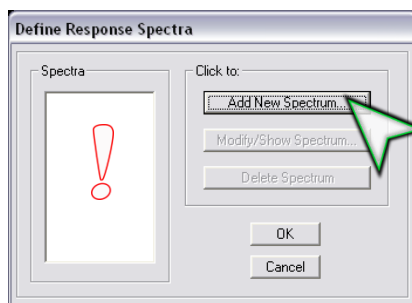 Define Response Spectra
Spectra
Click to:
Add New Spectrum...
Modify/Show Spectrum...
Delete Spectrum
OK
Cancel